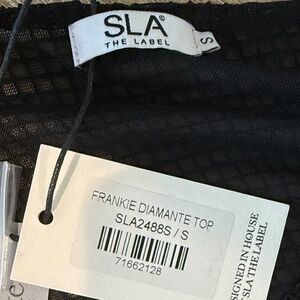 SLA®
THE LABEL
S
FRANKIE DIAMANTE TOP
SLA2488S / S
71662128
SIGNED IN HOUSE
SLA THE LABEL
e